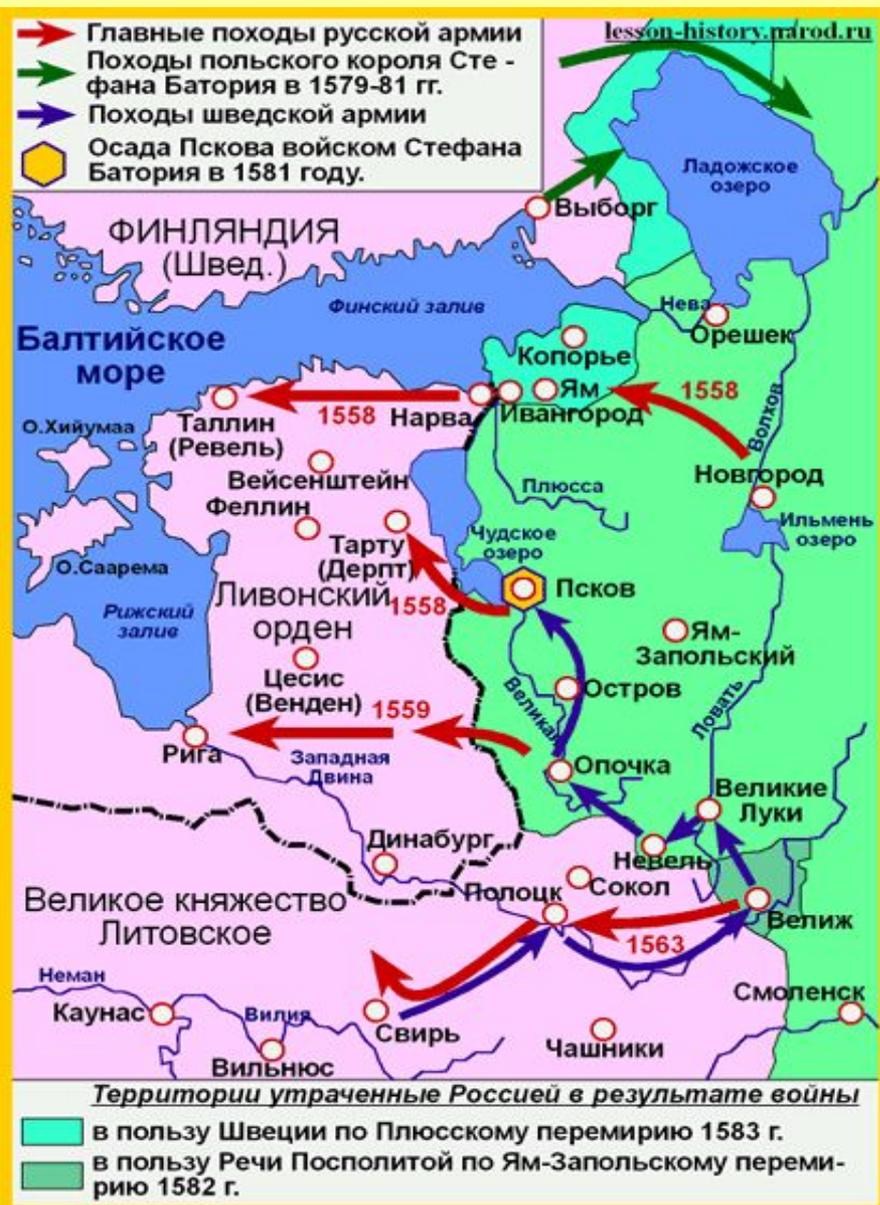 Главные походы русской армии
lesson-history.narod.ru
Походы польского короля Сте -
фана Батория в 1579-81 гг.
Походы шведской армии
Осада Пскова войском Стефана
Батория в 1581 году.
Ладожское
озеро
Выборг
ФИНЛЯНДИЯ
(Швед.)
Финский залив
Нева
Орешек
Балтийское
море
Копорье
Ям
1558
Нарва
Ивангород
1558
Таллин
(Ревель)
О.Хийумаа
Волхов
Вейсенштейн
Новгород
Плюсса
Феллин
Ильмень
озеро
Чудское
озеро
Тарту
(Дерпт)
О.Саарема
Псков
Ливонский
орден
1558
Рижский
залив
Ям-
Запольский
Цесис
(Венден)
Остров
Великая
Ловать
1559
Рига
Западная
Двина
Опочка
Великие
Луки
Динабург
Невель
Сокол
Полоцк
Великое княжество
Литовское
Велиж
1563
Неман
Смоленск
Каунас
Вилия
Свирь
Чашники
Вильнюс
Территории утраченные Россией в результате войны
в пользу Швеции по Плюсскому перемирию 1583 г.
в пользу Речи Посполитой по Ям-Запольскому переми-
рию 1582 г.